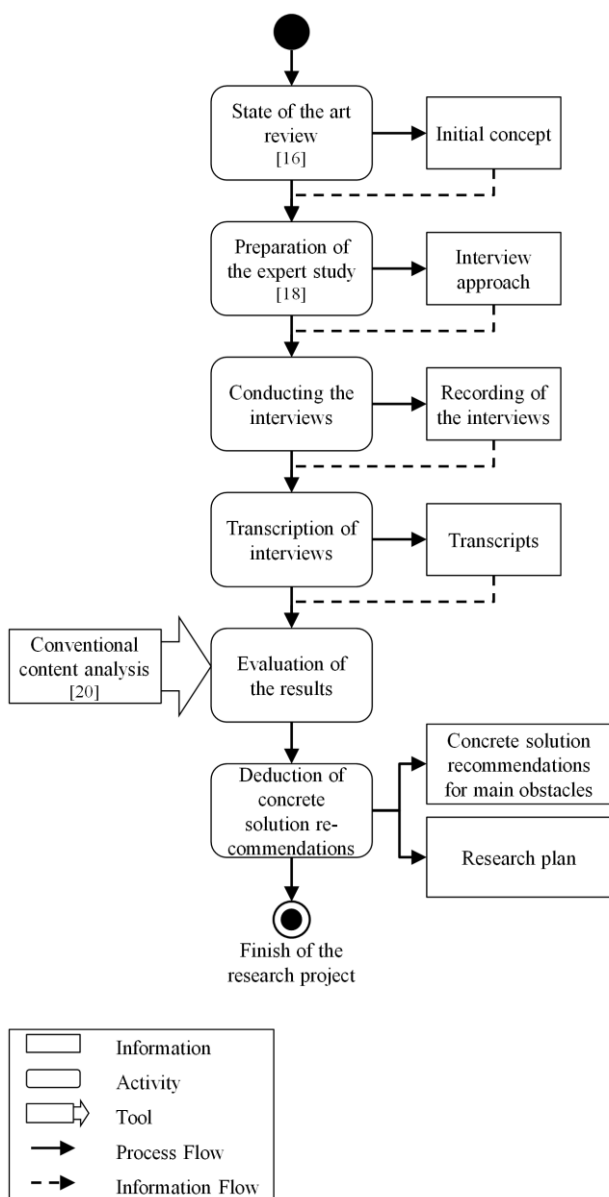 State of the art
review
[16]
Initial concept
Preparation of
the expert study
[18]
Interview
approach
Conducting the
interviews
Recording of
the interviews
Transcription of
interviews
Transcripts
Conventional
content analysis
[20]
Evaluation of
the results
Deduction of
concrete
solution re-
commendations
Concrete solution
recommendations
for main obstacles
Research plan
Finish of the
research project
Information
Activity
Tool
Process Flow
Information Flow